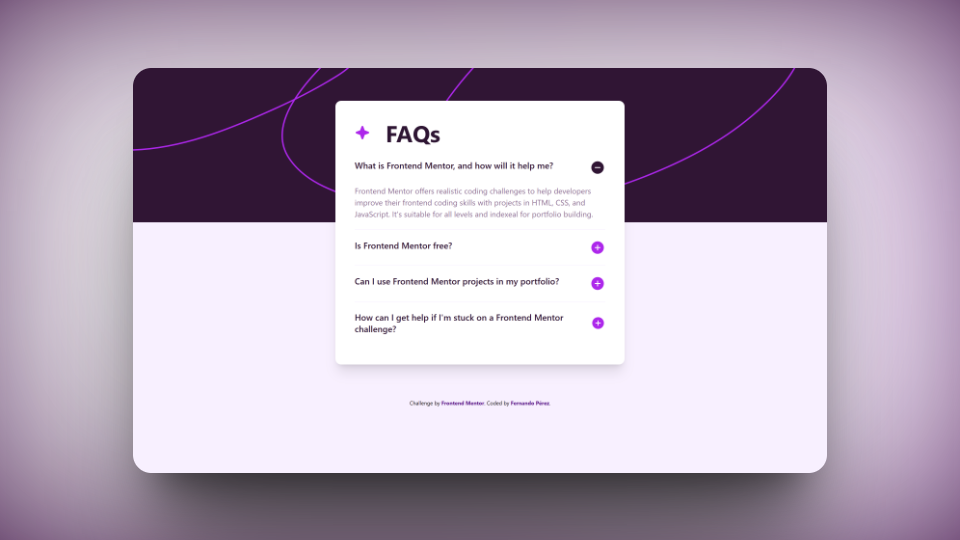 FAQs
What is Frontend Mentor, and how will it help me?
Frontend Mentor offers realistic coding challenges to help developers
improve their frontend coding skills with projects in HTML, CSS, and
JavaScript. It's suitable for all levels and indexeal for portfolio building.
Is Frontend Mentor free?
Can I use Frontend Mentor projects in my portfolio?
How can I get help if I'm stuck on a Frontend Mentor
challenge?
Challenge by Frontend Mentor. Coded by Fernando Pérez.